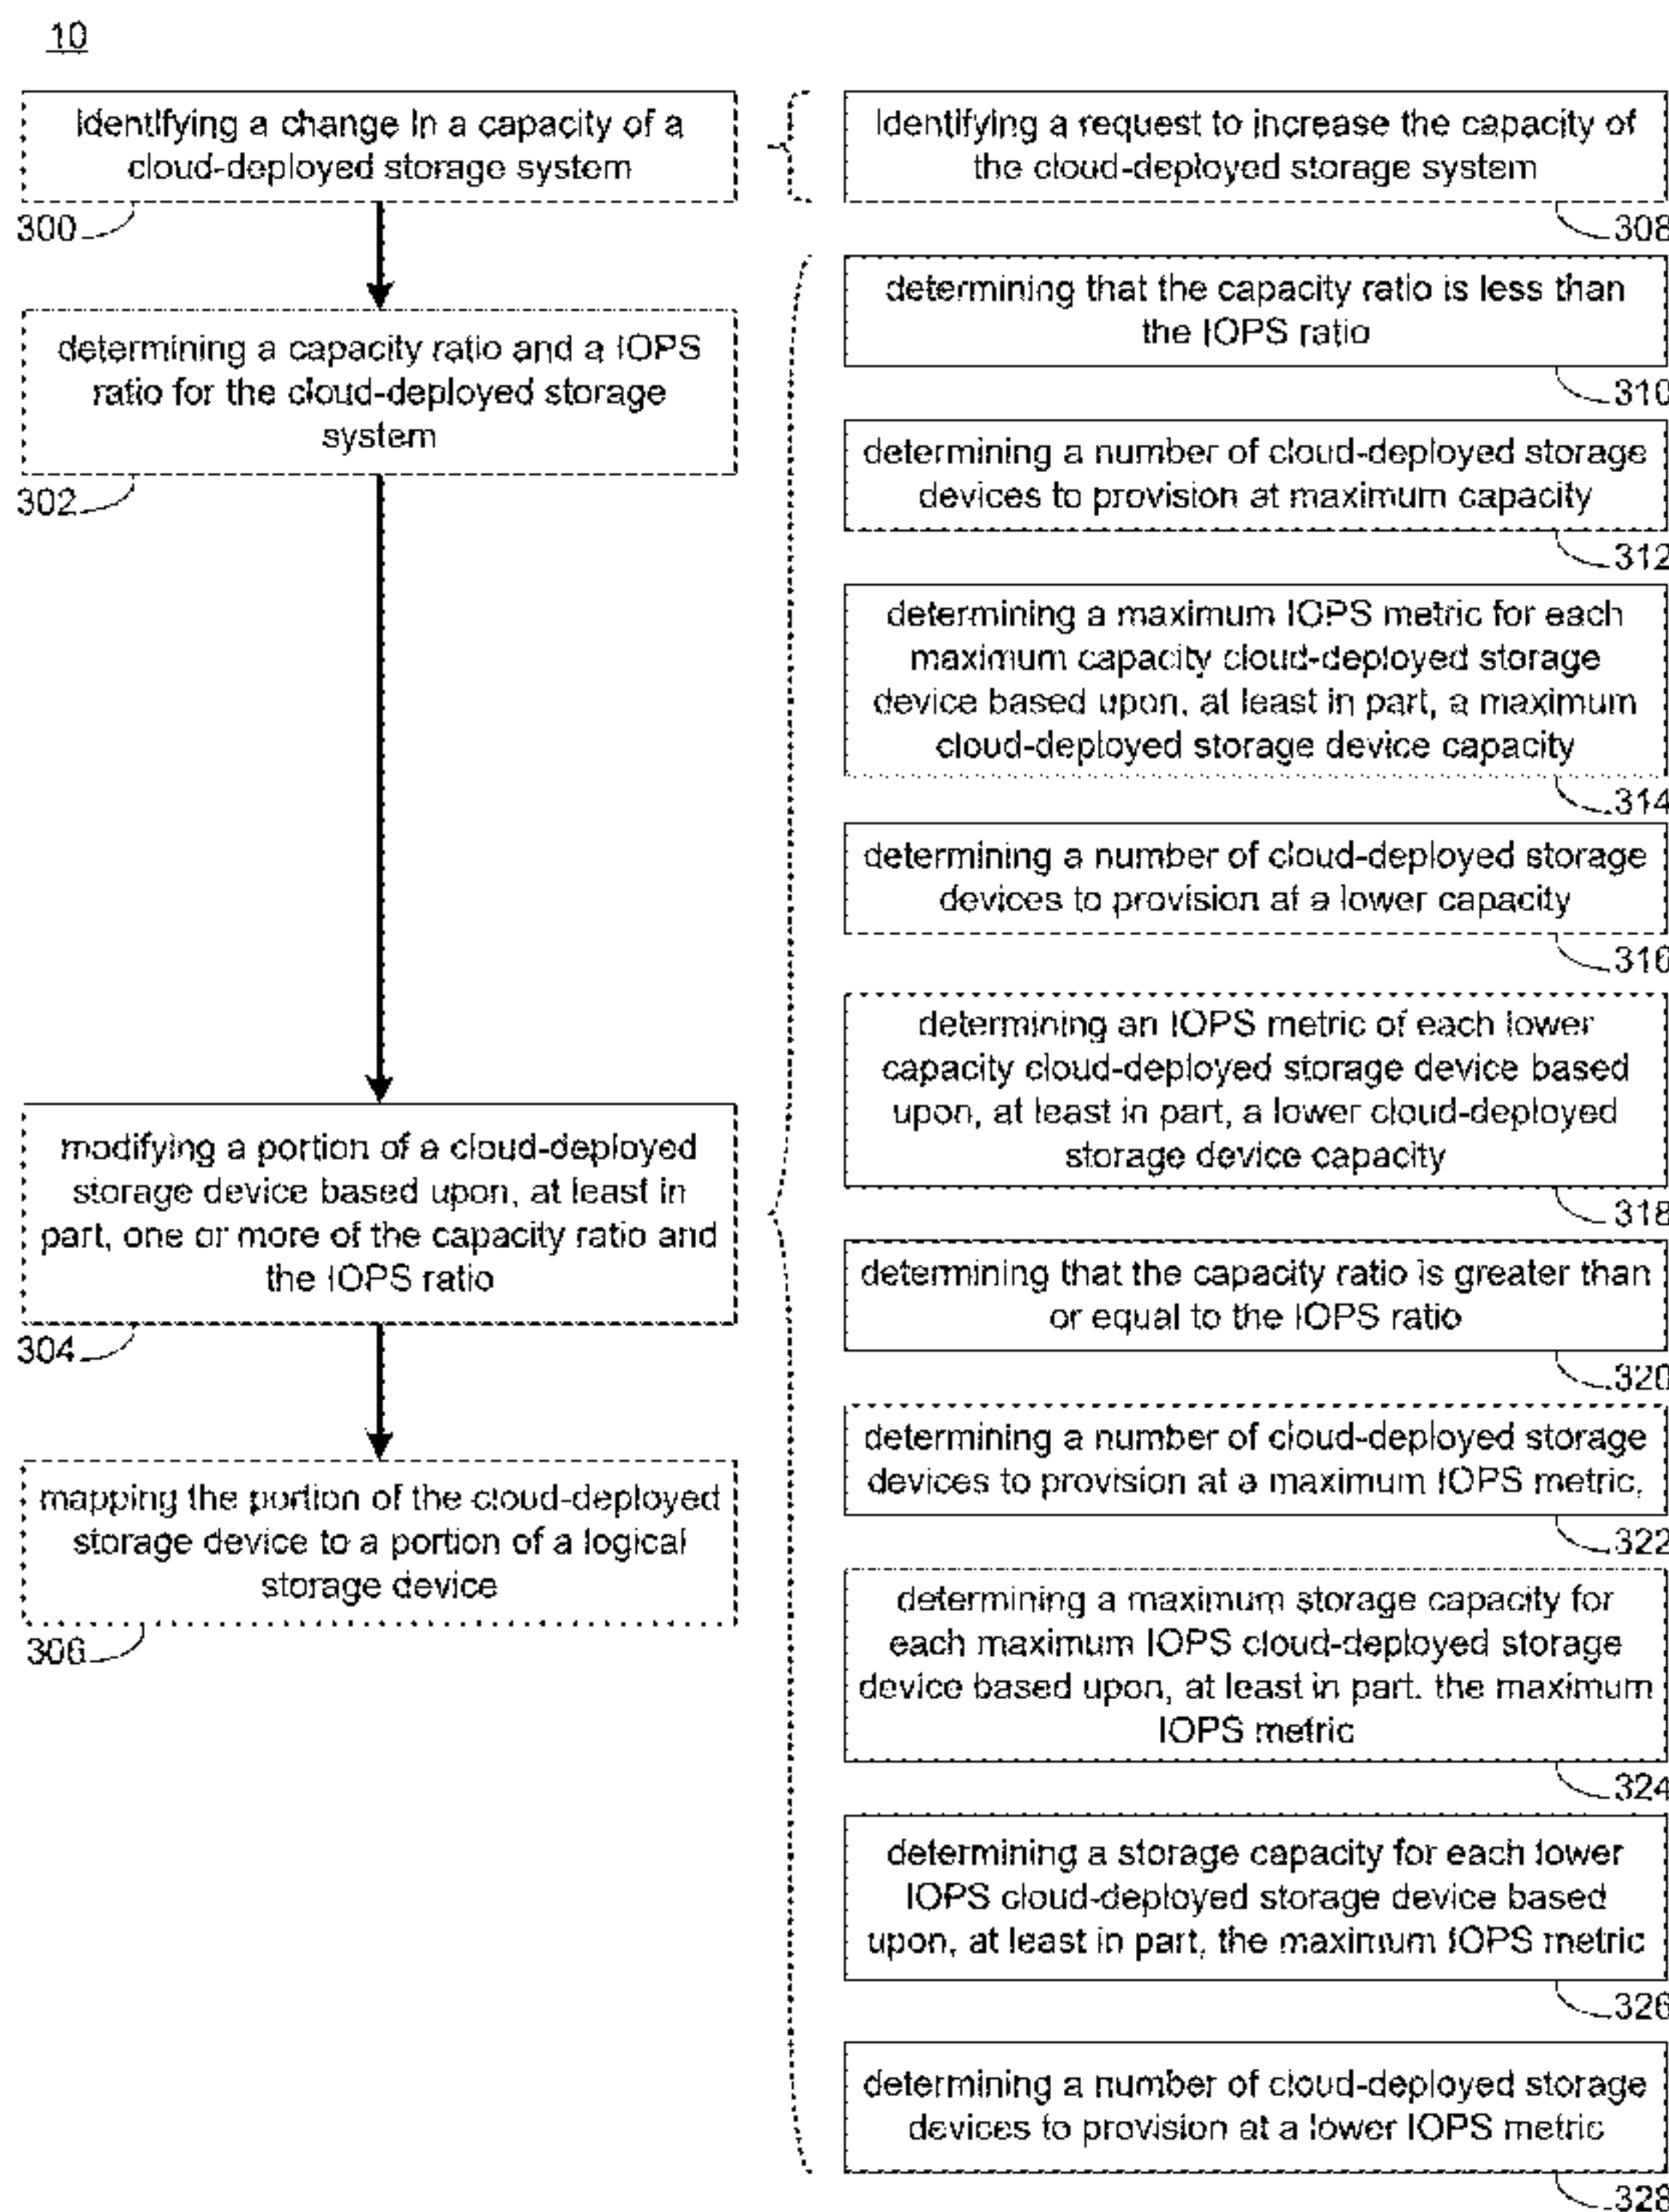 10
identifying a change in a capacity of a
cloud-deployed storage system
300
determining a capacity ratio and a IOPS
ratio for the cloud-deployed storage
system
302
modifying a portion of a cloud-deployed
storage device based upon, at least in
part, one or more of the capacity ratio and
the IOPS ratio
304
mapping the portion of the cloud-deployed
storage device to a portion of a logical
storage device
306
identifying a request to increase the capacity of
the cloud-deployed storage system
308
determining that the capacity ratio is less than
the IOPS ratio
310
determining a number of cloud-deployed storage
devices to provision at maximum capacity
312
determining a maximum IOPS metric for each
maximum capacity cloud-deployed storage
device based upon, at least in part, a maximum
cloud-deployed storage device capacity
314
determining a number of cloud-deployed storage
devices to provision at a lower capacity
316
determining an IOPS metric of each lower
capacity cloud-deployed storage device based
upon, at least in part, a lower cloud-deployed
storage device capacity
318
determining that the capacity ratio is greater than
or equal to the IOPS ratio
320
determining a number of cloud-deployed storage
devices to provision at a maximum IOPS metric,
322
determining a maximum storage capacity for
each maximum IOPS cloud-deployed storage
device based upon, at least in part, the maximum
IOPS metric
324
determining a storage capacity for each lower
IOPS cloud-deployed storage device based
upon, at least in part, the maximum IOPS metric
326
determining a number of cloud-deployed storage
devices to provision at a lower IOPS metric
328